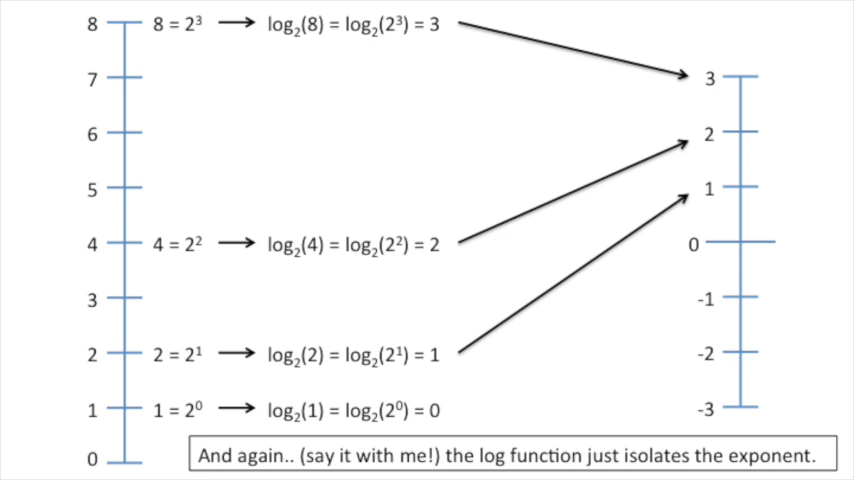 8 8 = 2³ → log₂(8) = log₂(2³) = 3
7 3
6 2
5 1
4 4 = 2² → log₂(4) = log₂(2²) = 2 0
3 -1
2 2 = 2¹ → log₂(2) = log₂(2¹) = 1 -2
1 1 = 2⁰ → log₂(1) = log₂(2⁰) = 0 -3
0 And again.. (say it with me!) the log function just isolates the exponent.